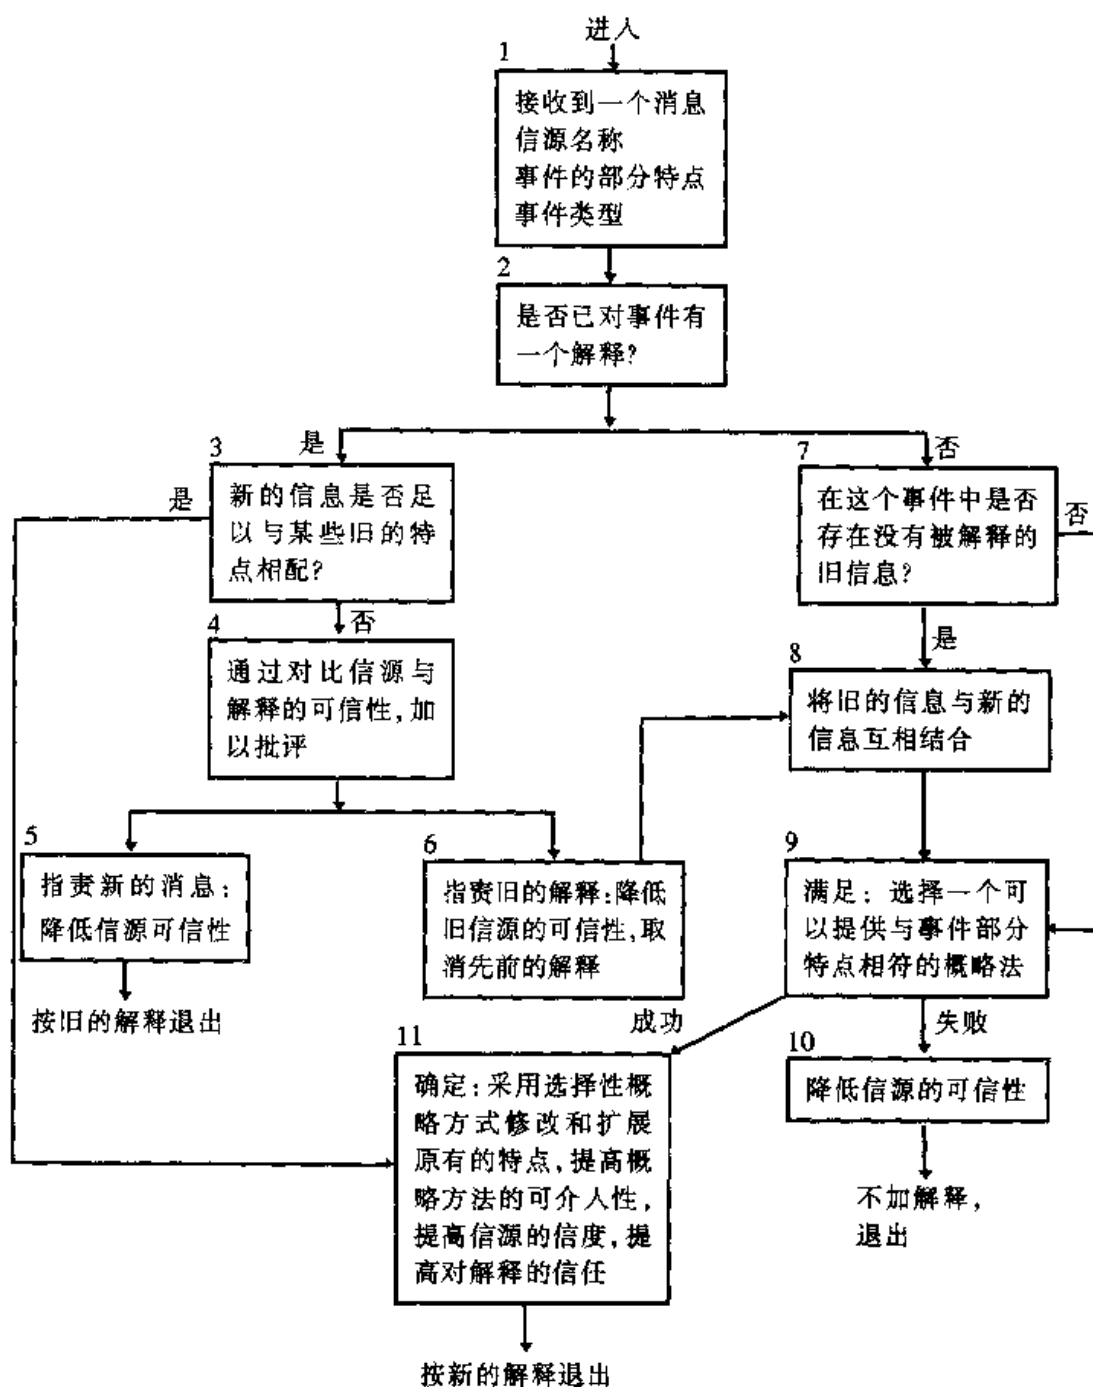 进入
1
接收到一个消息
信源名称
事件的部分特点
事件类型
2
是否已对事件有
一个解释?
3
是
否
7
是
新的信息是否足
以与某些旧的特
点相配?
在这个事件中是否
存在没有被解释的
旧信息?
否
4
否
是
通过对比信源与
解释的可信性,加
以批评
8
将旧的信息与新的
信息互相结合
5
指责新的消息:
降低信源可信性
按旧的解释退出
6
指责旧的解释:降低
旧信源的可信性,取
消先前的解释
9
满足: 选择一个可
以提供与事件部分
特点相符的概略法
成功
失败
10
降低信源的可信性
不加解释,
退出
11
确定:采用选择性概
略方式修改和扩展
原有的特点,提高概
略方法的可介人性,
提高信源的信度,提
高对解释的信任
按新的解释退出